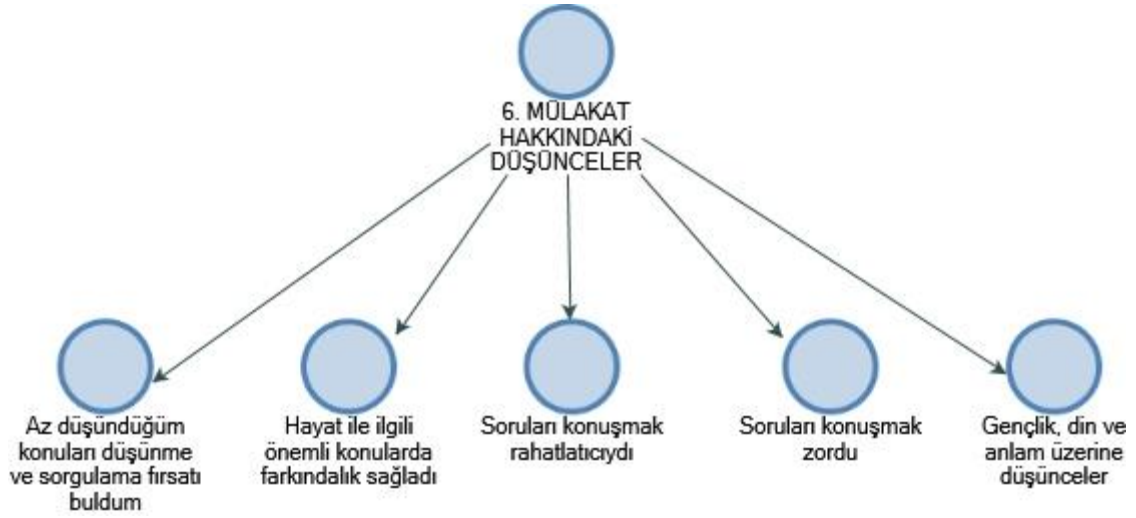 6. MÜLAKAT
HAKKINDAKİ
DÜŞÜNCELER
Az düşündüğüm
konuları düşünme
ve sorgulama fırsatı
buldum
Hayat ile ilgili
önemli konularda
farkındalık sağladı
Soruları konuşmak
rahatlatıcıydı
Soruları konuşmak
zordu
Gençlik, din ve
anlam üzerine
düşünceler